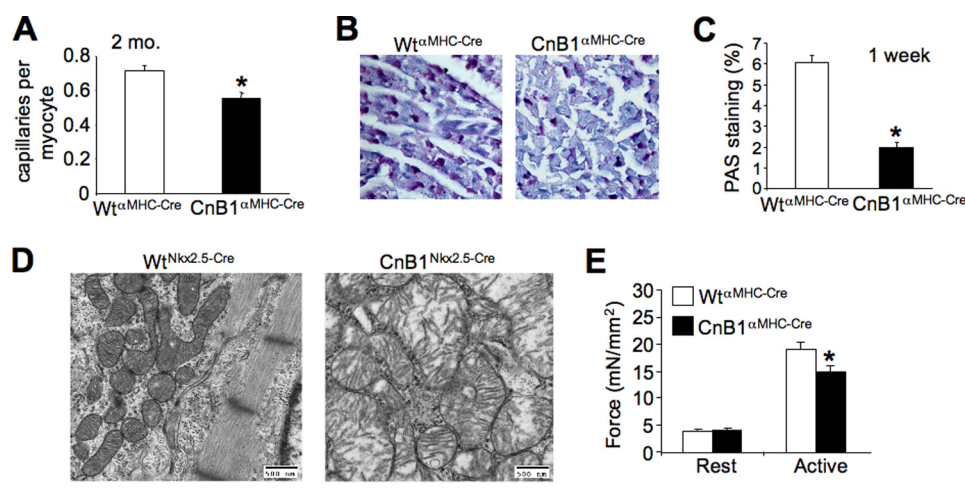 A
2 mo.
capillaries per
myocyte
0.8
0.6
0.4
0.2
0
*
Wt^αMHC-Cre
CnB1^αMHC-Cre
B
Wt^αMHC-Cre
CnB1^αMHC-Cre
C
1 week
PAS staining (%)
7
6
5
4
3
2
1
0
*
Wt^αMHC-Cre
CnB1^αMHC-Cre
D
Wt^Nkx2.5-Cre
CnB1^Nkx2.5-Cre
500 nm
500 nm
E
Wt^αMHC-Cre
CnB1^αMHC-Cre
Force (mN/mm²)
30
25
20
15
10
5
0
*
Rest
Active